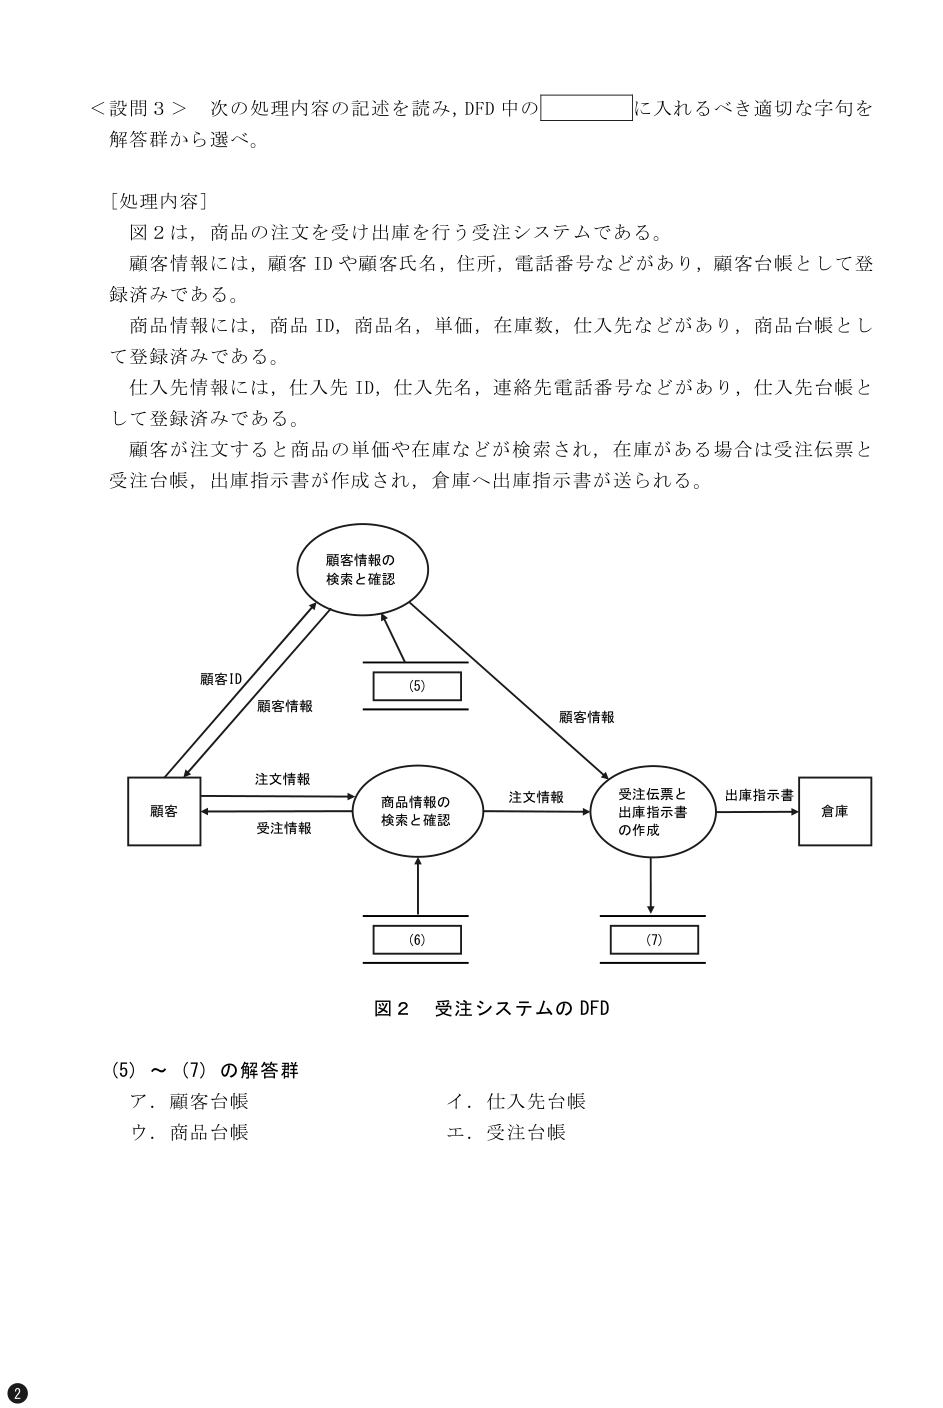 ＜設問３＞　次の処理内容の記述を読み，DFD 中の　　　　に入れるべき適切な字句を
解答群から選べ。
［処理内容］
図２は，商品の注文を受け出庫を行う受注システムである。
顧客情報には，顧客 ID や顧客氏名，住所，電話番号などがあり，顧客台帳として登
録済みである。
商品情報には，商品 ID，商品名，単価，在庫数，仕入先などがあり，商品台帳とし
て登録済みである。
仕入先情報には，仕入先 ID，仕入先名，連絡先電話番号などがあり，仕入先台帳と
して登録済みである。
顧客が注文すると商品の単価や在庫などが検索され，在庫がある場合は受注伝票と
受注台帳，出庫指示書が作成され，倉庫へ出庫指示書が送られる。
顧客情報の
検索と確認
顧客ID
(5)
顧客情報
顧客情報
顧客
注文情報
受注情報
商品情報の
検索と確認
注文情報
受注伝票と
出庫指示書
の作成
出庫指示書
倉庫
(6)
(7)
図２　受注システムの DFD
(5) ～ (7) の解答群
ア．顧客台帳
イ．仕入先台帳
ウ．商品台帳
エ．受注台帳
2